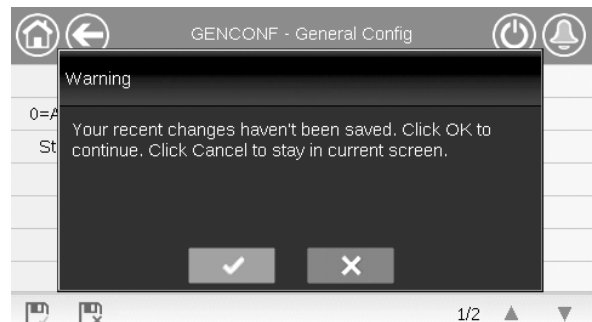 GENCONF - General Config
Warning
0=A
Your recent changes haven't been saved. Click OK to
St
continue. Click Cancel to stay in current screen.
1/2